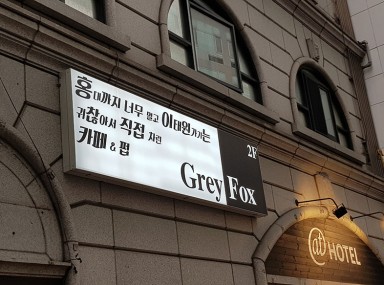 홍대까지 너무 멀고 이태원가기는
귀찮아서 직접 차린
카페 & 펍
2F
Grey Fox
@ HOTEL